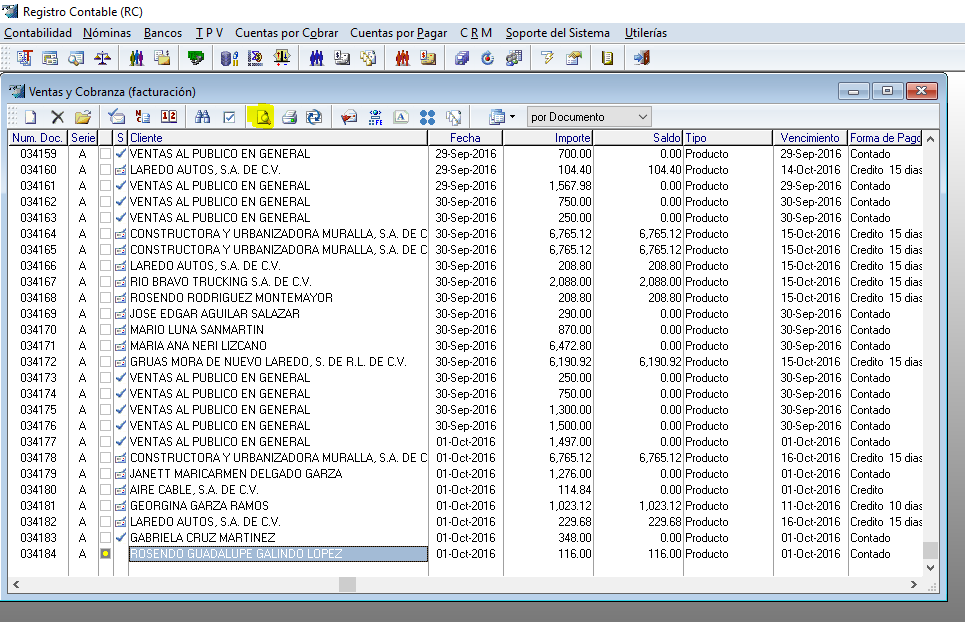 Registro Contable (RC)
Contabilidad Nóminas Bancos T P V Cuentas por Cobrar Cuentas por Pagar C R M Soporte del Sistema Utilerías
Ventas y Cobranza (facturación)
por Documento
Num. Doc. Serie S Cliente Fecha Importe Saldo Tipo Vencimiento Forma de Pago
034159 A VENTAS AL PUBLICO EN GENERAL 29-Sep-2016 700.00 0.00 Producto 29-Sep-2016 Contado
034160 A LAREDO AUTOS, S.A. DE C.V. 29-Sep-2016 104.40 104.40 Producto 14-Oct-2016 Credito 15 dias
034161 A VENTAS AL PUBLICO EN GENERAL 29-Sep-2016 1,567.98 0.00 Producto 29-Sep-2016 Contado
034162 A VENTAS AL PUBLICO EN GENERAL 30-Sep-2016 750.00 0.00 Producto 30-Sep-2016 Contado
034163 A VENTAS AL PUBLICO EN GENERAL 30-Sep-2016 250.00 0.00 Producto 30-Sep-2016 Contado
034164 A CONSTRUCTORA Y URBANIZADORA MURALLA, S.A. DE C 30-Sep-2016 6,765.12 6,765.12 Producto 15-Oct-2016 Credito 15 dias
034165 A CONSTRUCTORA Y URBANIZADORA MURALLA, S.A. DE C 30-Sep-2016 6,765.12 6,765.12 Producto 15-Oct-2016 Credito 15 dias
034166 A LAREDO AUTOS, S.A. DE C.V. 30-Sep-2016 208.80 208.80 Producto 15-Oct-2016 Credito 15 dias
034167 A RIO BRAVO TRUCKING S.A. DE C.V. 30-Sep-2016 2,088.00 2,088.00 Producto 15-Oct-2016 Credito 15 dias
034168 A ROSENDO RODRIGUEZ MONTEMAYOR 30-Sep-2016 208.80 208.80 Producto 15-Oct-2016 Credito 15 dias
034169 A JOSE EDGAR AGUILAR SALAZAR 30-Sep-2016 290.00 0.00 Producto 30-Sep-2016 Contado
034170 A MARIO LUNA SANMARTIN 30-Sep-2016 870.00 0.00 Producto 30-Sep-2016 Contado
034171 A MARIA ANA NERI LIZCANO 30-Sep-2016 6,472.80 0.00 Producto 30-Sep-2016 Contado
034172 A GRUAS MORA DE NUEVO LAREDO, S. DE R.L. DE C.V. 30-Sep-2016 6,190.92 6,190.92 Producto 15-Oct-2016 Credito 15 dias
034173 A VENTAS AL PUBLICO EN GENERAL 30-Sep-2016 250.00 0.00 Producto 30-Sep-2016 Contado
034174 A VENTAS AL PUBLICO EN GENERAL 30-Sep-2016 750.00 0.00 Producto 30-Sep-2016 Contado
034175 A VENTAS AL PUBLICO EN GENERAL 30-Sep-2016 1,300.00 0.00 Producto 30-Sep-2016 Contado
034176 A VENTAS AL PUBLICO EN GENERAL 30-Sep-2016 1,500.00 0.00 Producto 30-Sep-2016 Contado
034177 A VENTAS AL PUBLICO EN GENERAL 01-Oct-2016 1,497.00 0.00 Producto 01-Oct-2016 Contado
034178 A CONSTRUCTORA Y URBANIZADORA MURALLA, S.A. DE C 01-Oct-2016 6,765.12 6,765.12 Producto 16-Oct-2016 Credito 15 dias
034179 A JANETT MARICARMEN DELGADO GARZA 01-Oct-2016 1,276.00 0.00 Producto 01-Oct-2016 Contado
034180 A AIRE CABLE, S.A. DE C.V. 01-Oct-2016 114.84 0.00 Producto 01-Oct-2016 Credito
034181 A GEORGINA GARZA RAMOS 01-Oct-2016 1,023.12 1,023.12 Producto 11-Oct-2016 Credito 10 dias
034182 A LAREDO AUTOS, S.A. DE C.V. 01-Oct-2016 229.68 229.68 Producto 16-Oct-2016 Credito 15 dias
034183 A GABRIELA CRUZ MARTINEZ 01-Oct-2016 348.00 0.00 Producto 01-Oct-2016 Contado
034184 A ROSENDO GUADALUPE GALINDO LOPEZ 01-Oct-2016 116.00 116.00 Producto 01-Oct-2016 Contado